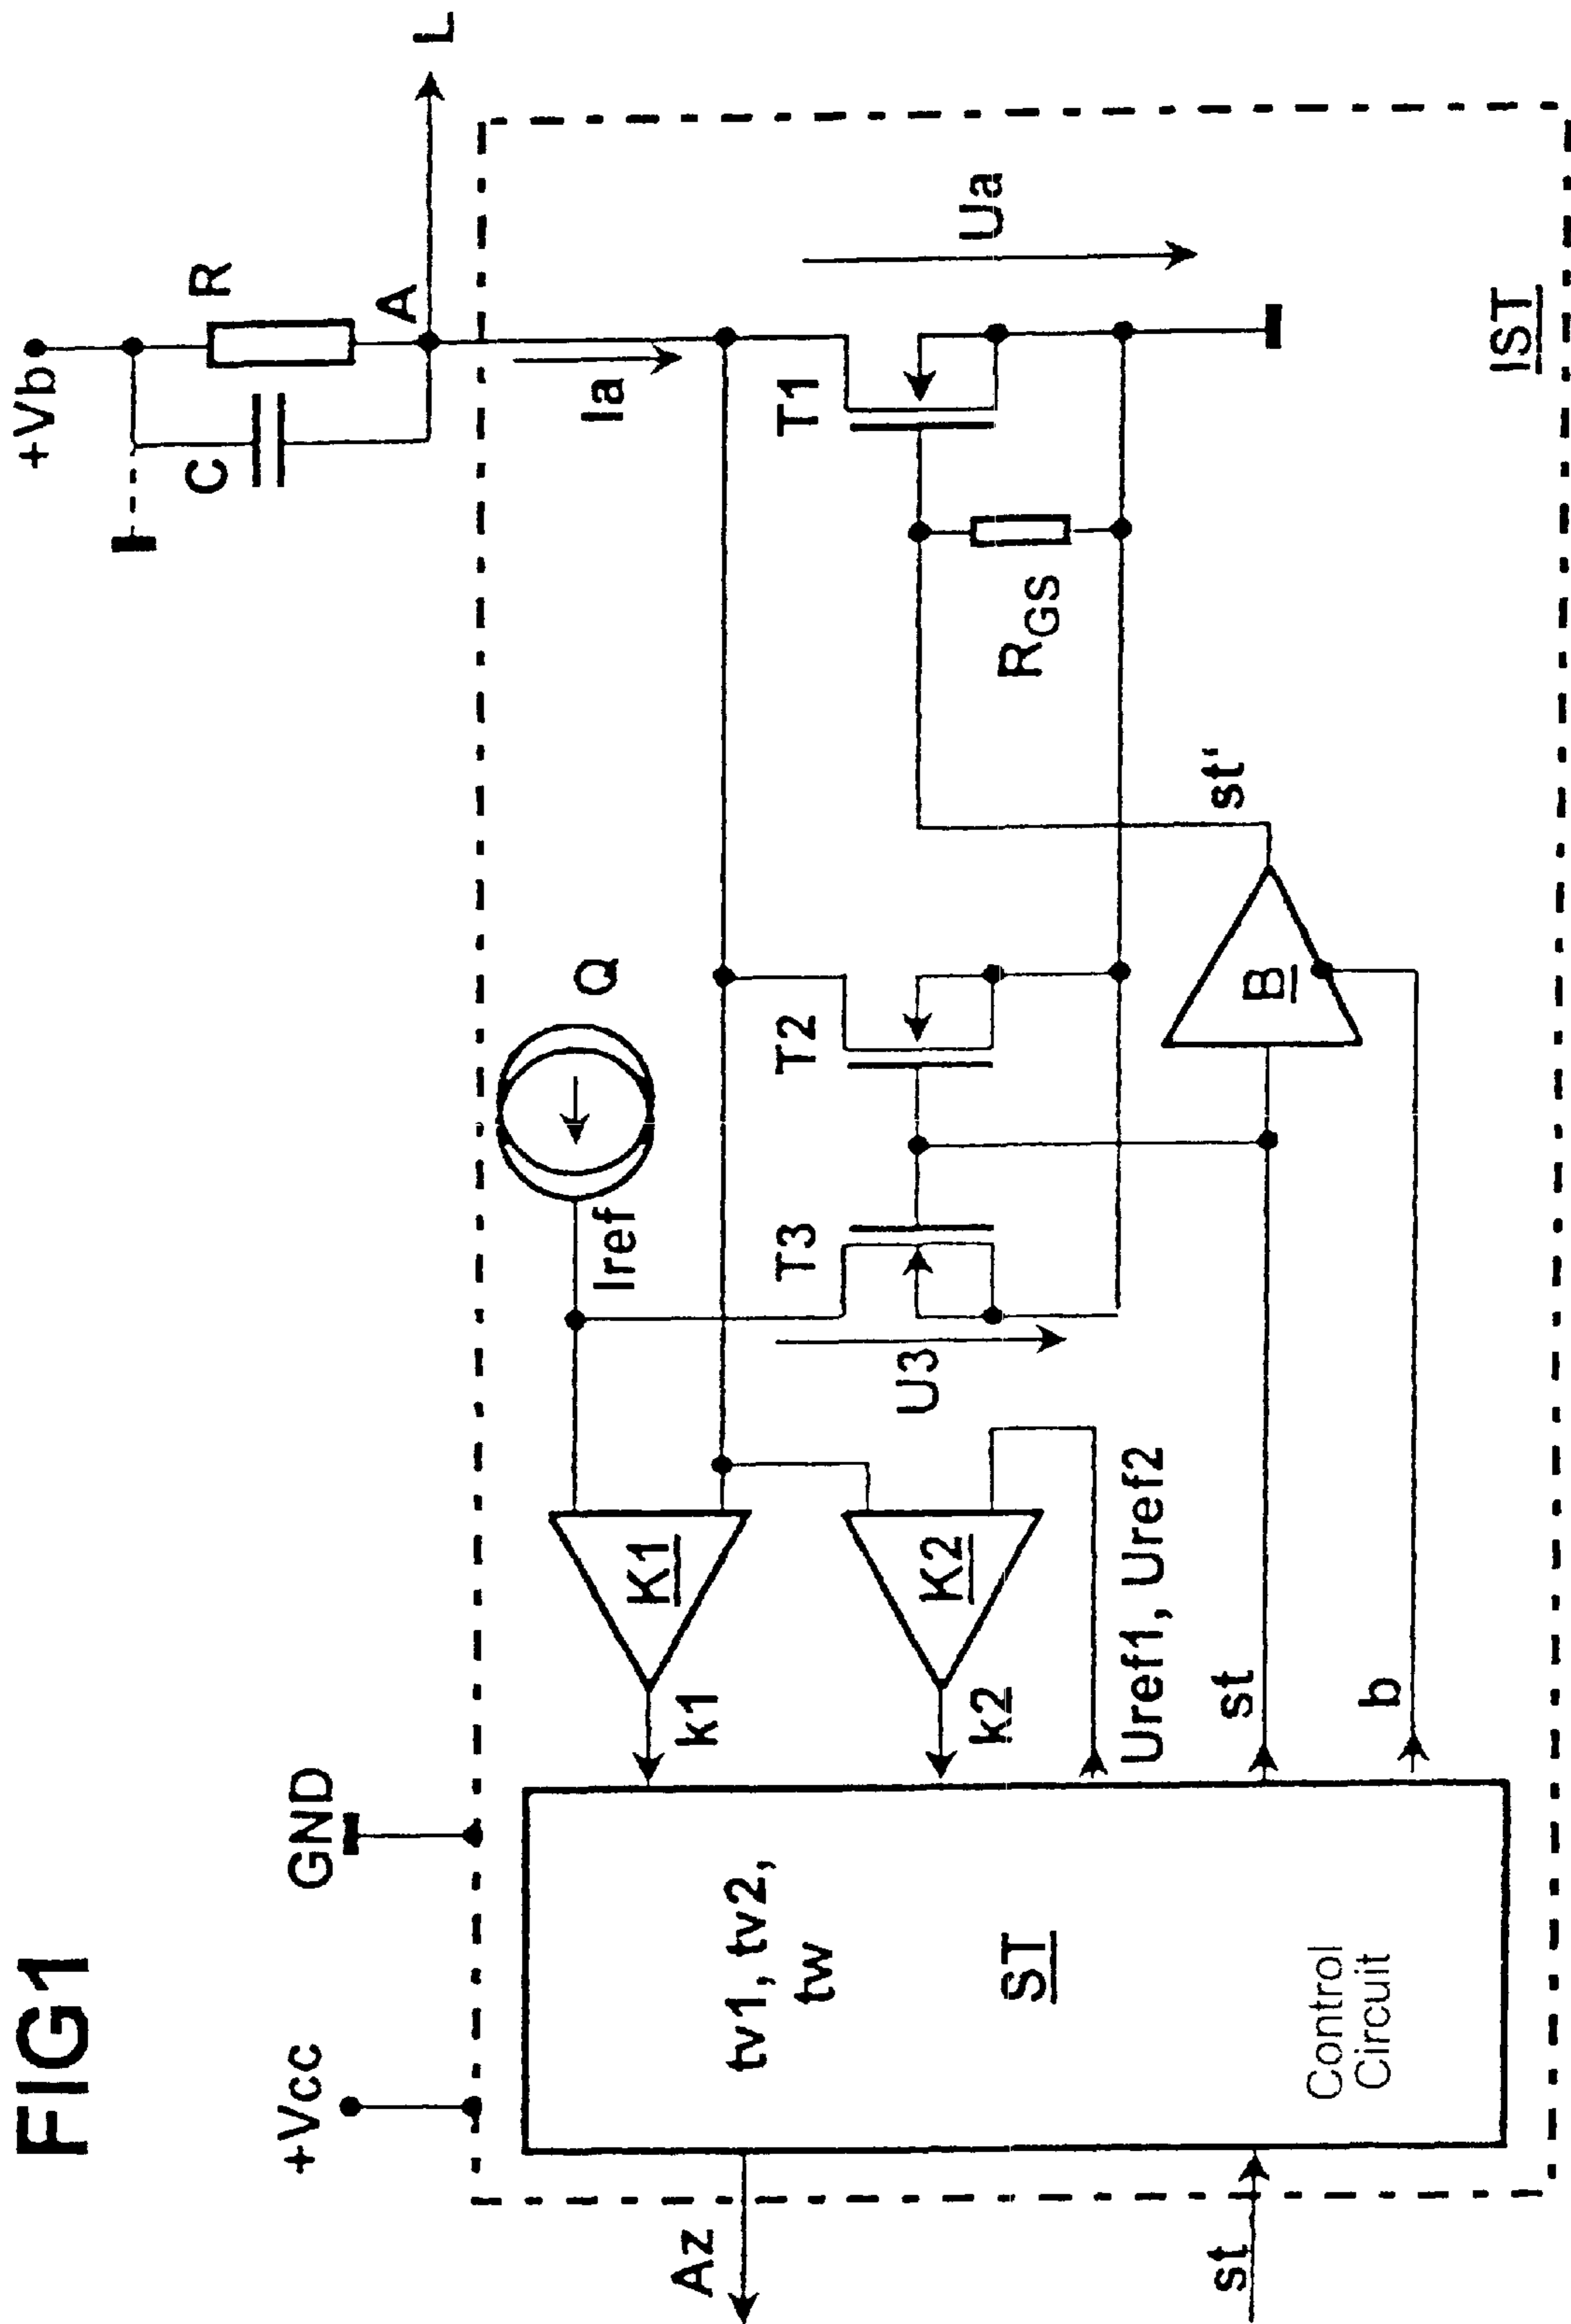 FIG1
+Vcc
GND
+Vb
C
R
A
L
Ia
Q
Iref
K1
k1
K2
k2
T3
T2
T1
U3
Ua
RGS
tv1, tv2,
tw
ST
Control
Circuit
Uref1, Uref2
st
b
B
st'
Az
st
IST